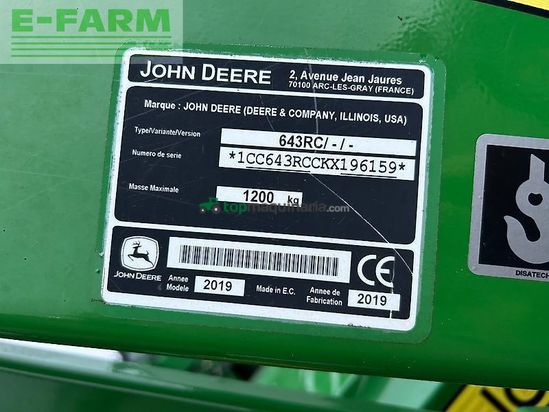 E-FARM
JOHN DEERE
2, Avenue Jean Jaures
70100 ARC-LES-GRAY (FRANCE)
Marque : JOHN DEERE (DEERE & COMPANY, ILLINOIS, USA)
Type/Variante/Version
643RC/-/-
Numero de serie
*1CC643RCCKX196159*
Masse Maximale
1200 kg
topmaquinaria.com
JOHN DEERE
Annee
Modele
2019
Made in E.C.
Annee de
Fabrication
2019
CE
DISATECH